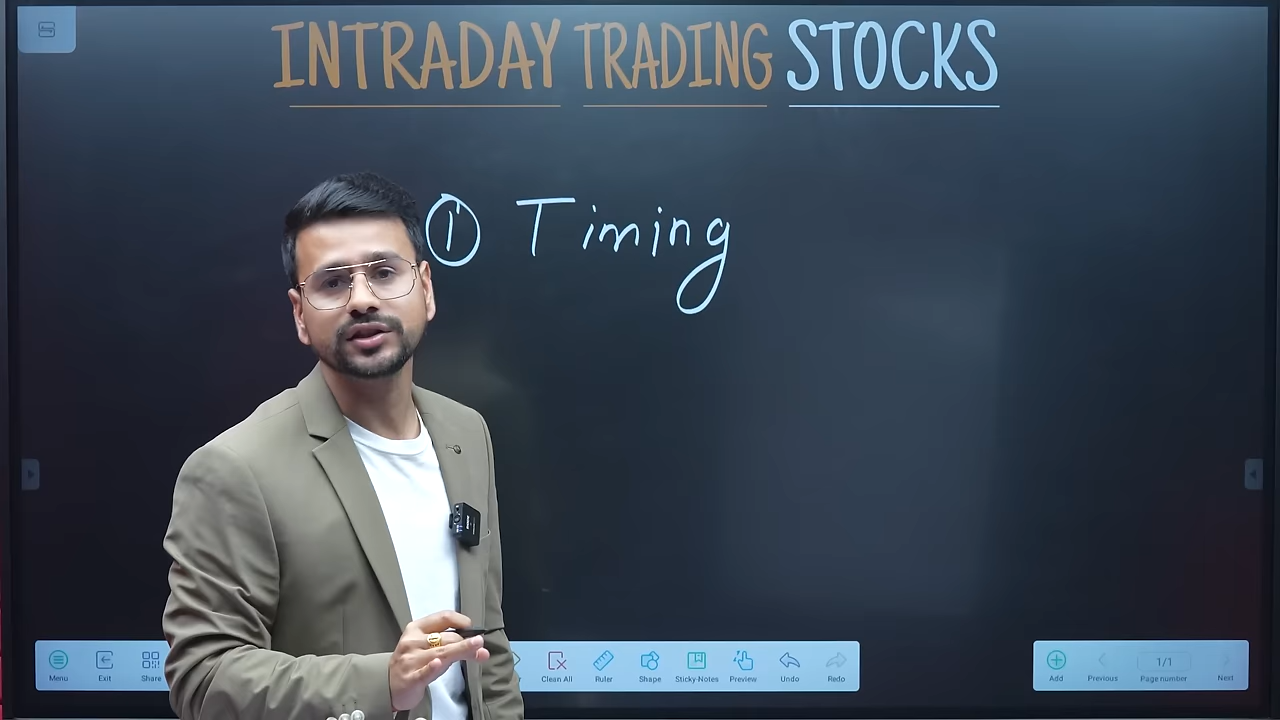 INTRADAY TRADING STOCKS
① Timing
Menu
Exit
Share
Clean All
Ruler
Shape
Sticky-Notes
Preview
Undo
Redo
Add
Previous
1/1
Page number
Next